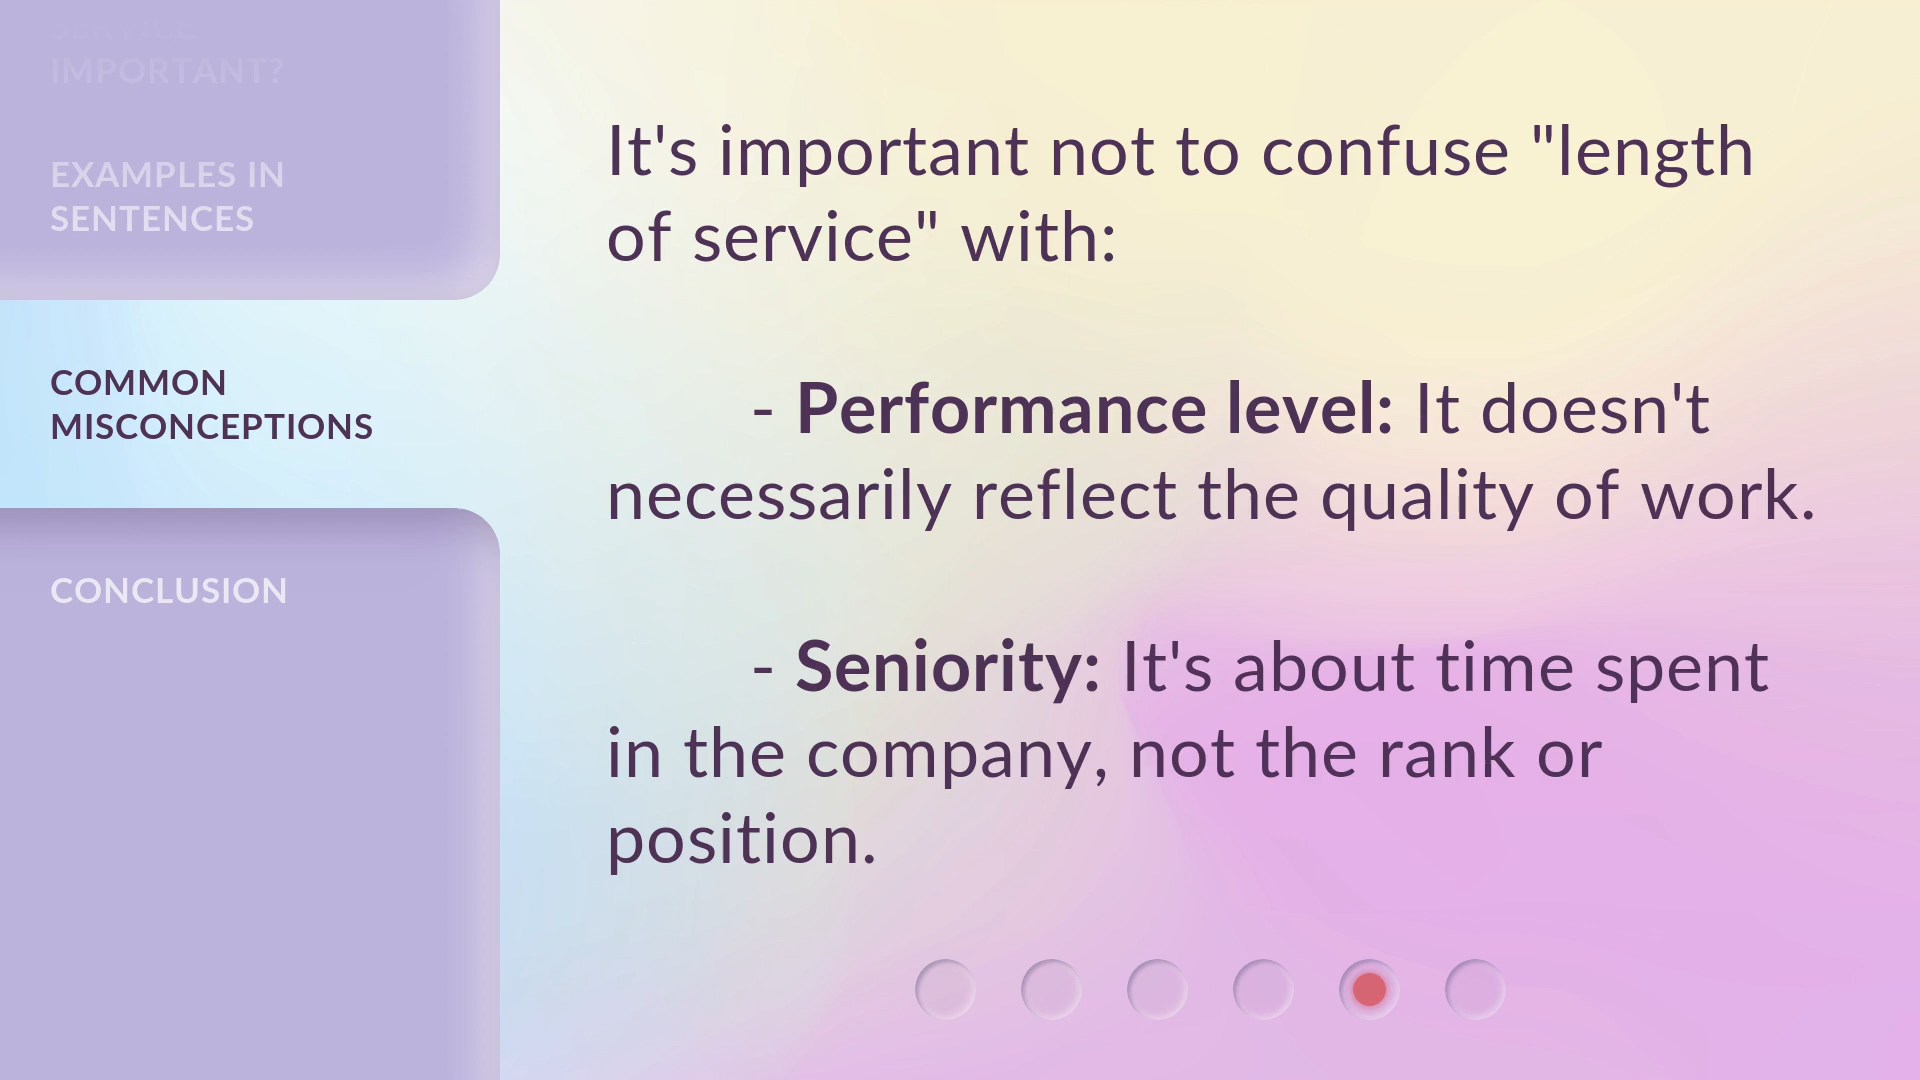 SERVICE
IMPORTANT?
EXAMPLES IN
SENTENCES
COMMON
MISCONCEPTIONS
CONCLUSION
It's important not to confuse "length
of service" with:
- Performance level: It doesn't
necessarily reflect the quality of work.
- Seniority: It's about time spent
in the company, not the rank or
position.